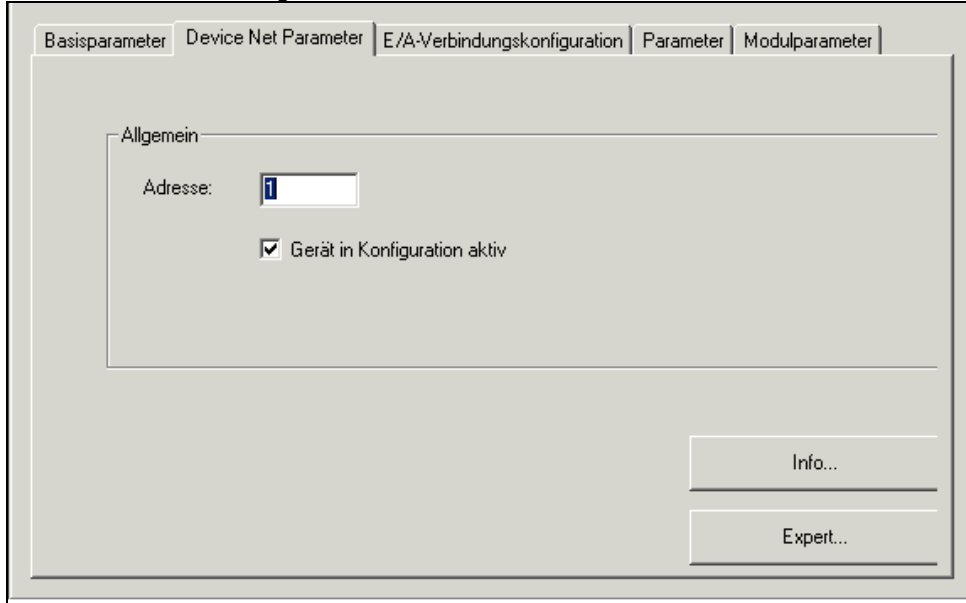 Basisparameter Device Net Parameter E/A-Verbindungskonfiguration Parameter Modulparameter
Allgemein
Adresse: 1
Gerät in Konfiguration aktiv
Info...
Expert...